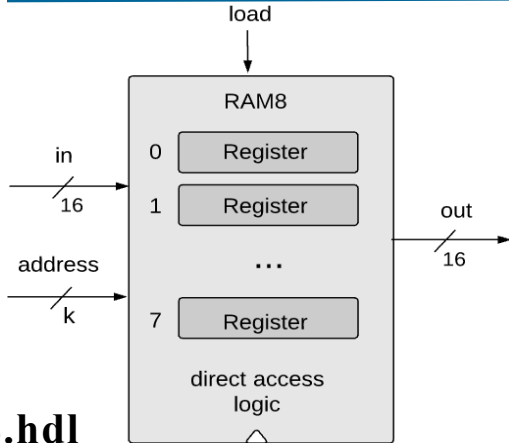 load
RAM8
0 Register
in
16
1 Register
out
16
...
address
k
7 Register
direct access
logic
.hdl